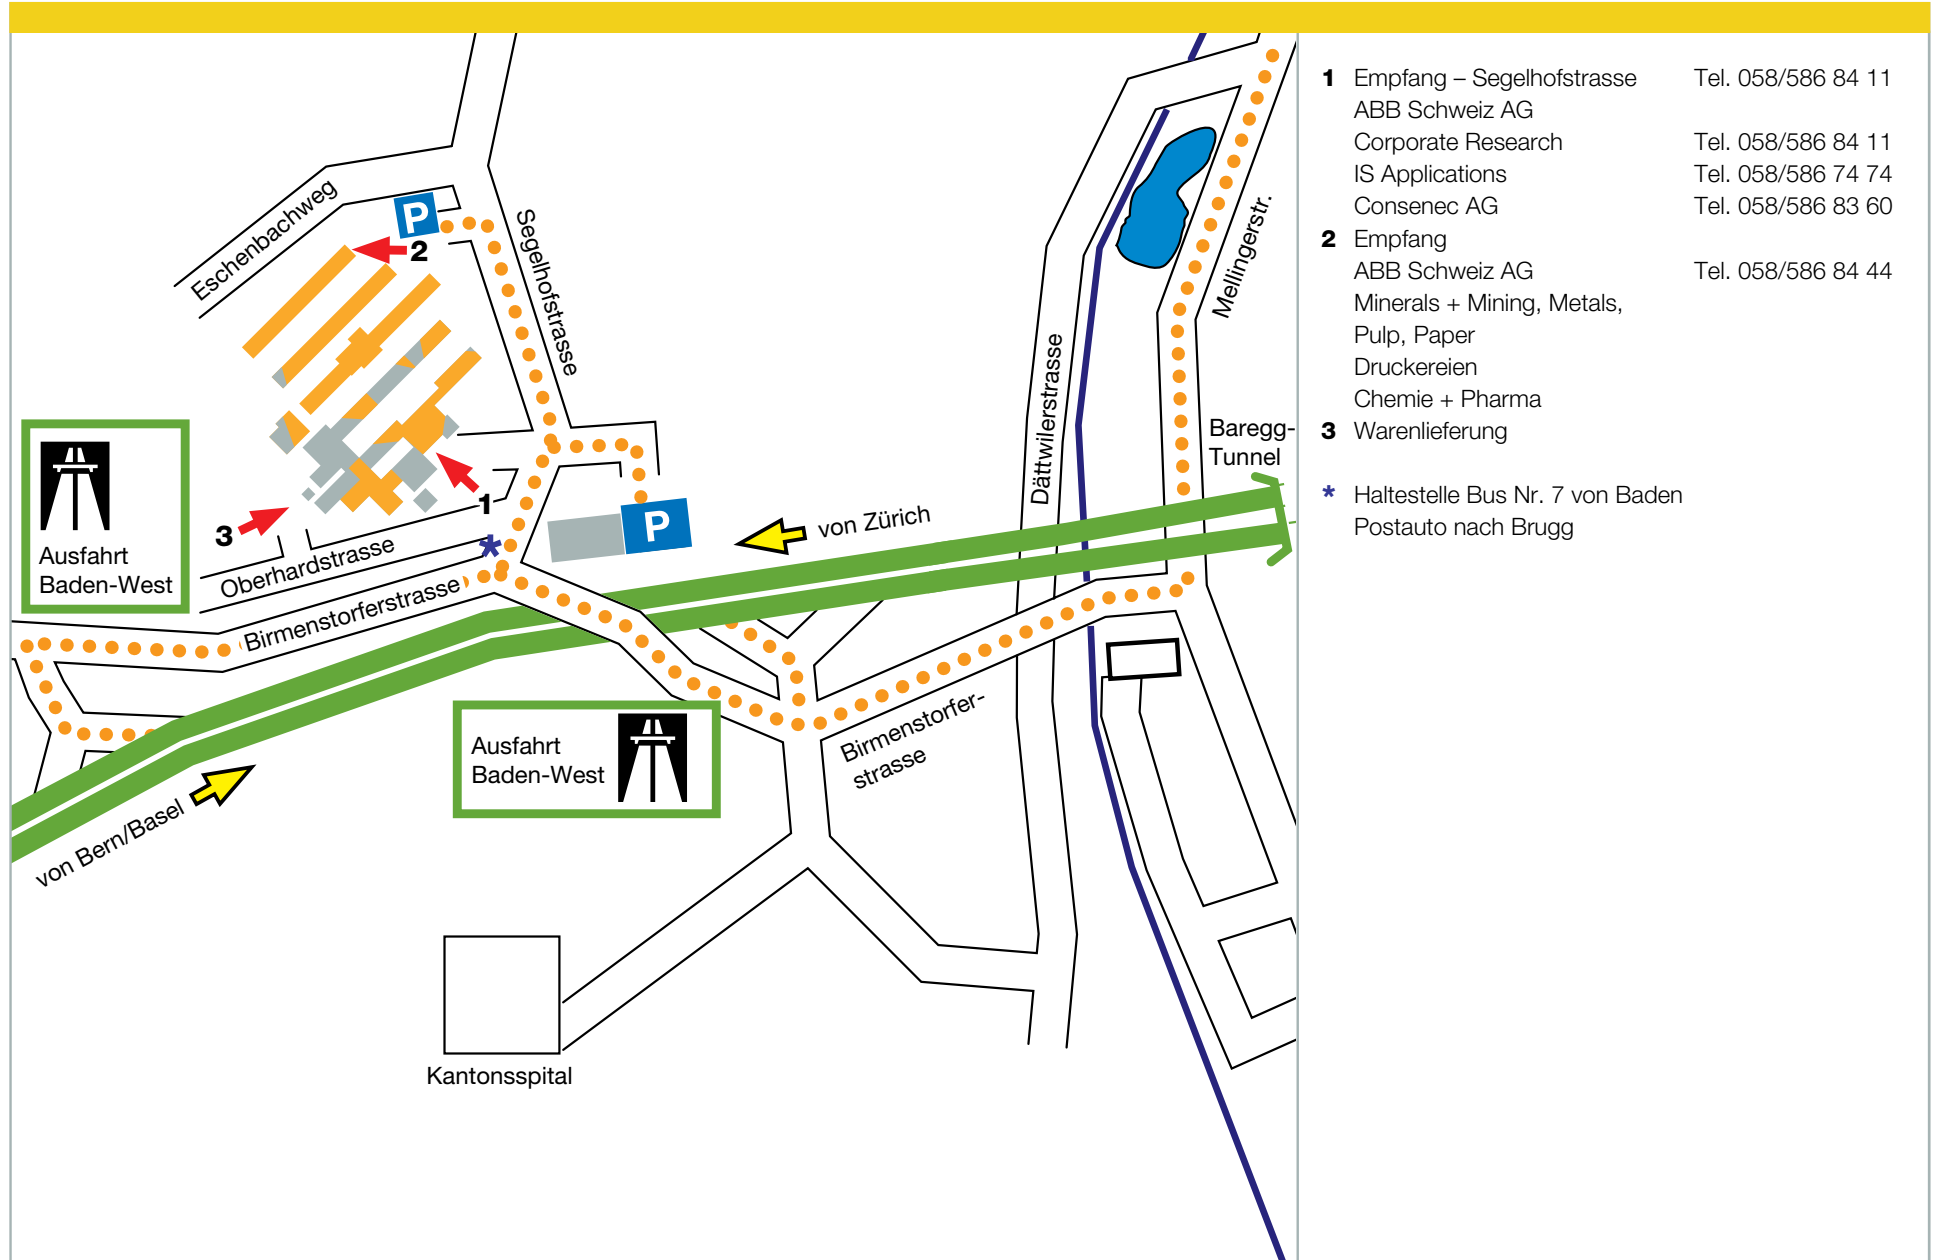 Eschenbachweg
P
2
Segelhofstrasse
Mellingerstr.
Dättwilerstrasse
Baregg-
Tunnel
Ausfahrt
Baden-West
1
3
Oberhardstrasse
*
P
von Zürich
Birmenstorferstrasse
Ausfahrt
Baden-West
Birmenstorfer-
strasse
von Bern/Basel
Kantonsspital
1 Empfang – Segelhofstrasse Tel. 058/586 84 11
ABB Schweiz AG
Corporate Research Tel. 058/586 84 11
IS Applications Tel. 058/586 74 74
Consenec AG Tel. 058/586 83 60
2 Empfang
ABB Schweiz AG Tel. 058/586 84 44
Minerals + Mining, Metals,
Pulp, Paper
Druckereien
Chemie + Pharma
3 Warenlieferung
* Haltestelle Bus Nr. 7 von Baden
Postauto nach Brugg